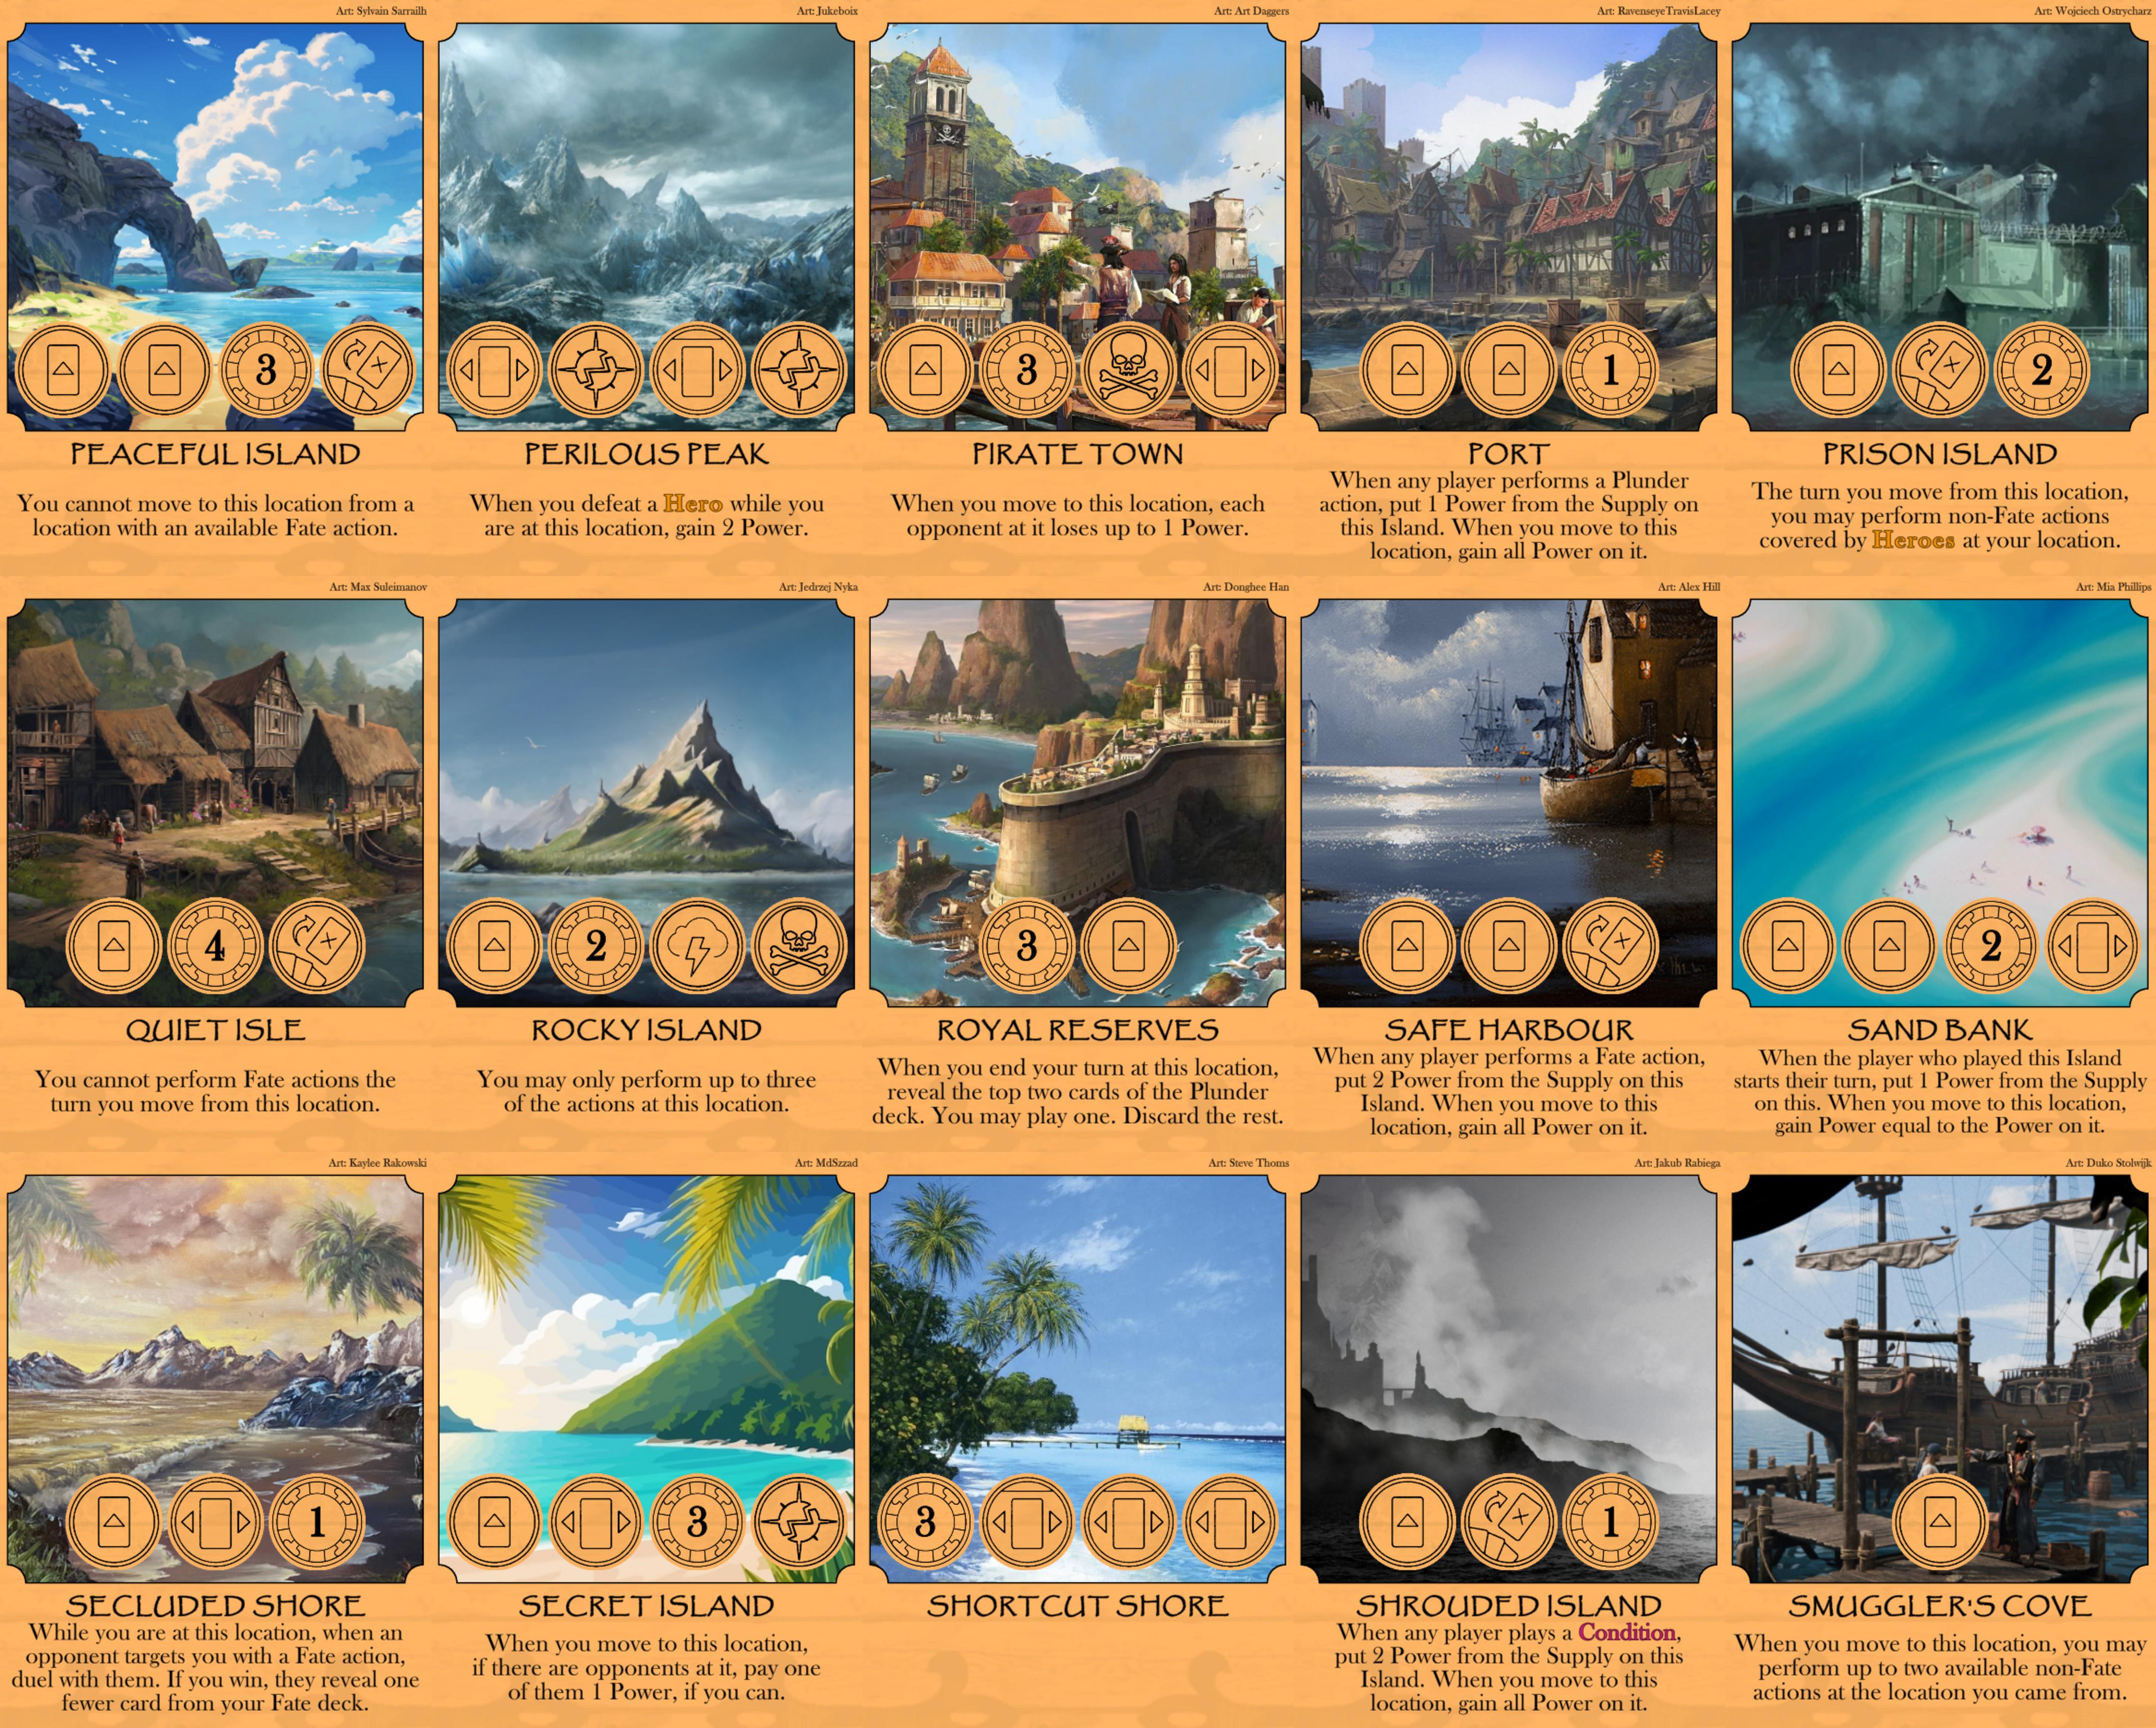 Art: Sylvain Sarrailh
3
PEACEFUL ISLAND
You cannot move to this location from a
location with an available Fate action.
Art: Jukeboix
PERILOUS PEAK
When you defeat a Hero while you
are at this location, gain 2 Power.
Art: Art Daggers
3
PIRATE TOWN
When you move to this location, each
opponent at it loses up to 1 Power.
Art: RavenseyeTravisLacey
1
PORT
When any player performs a Plunder
action, put 1 Power from the Supply on
this Island. When you move to this
location, gain all Power on it.
Art: Wojciech Ostrycharz
2
PRISON ISLAND
The turn you move from this location,
you may perform non-Fate actions
covered by Heroes at your location.
Art: Max Suleimanov
4
QUIET ISLE
You cannot perform Fate actions the
turn you move from this location.
Art: Jedrzej Nyka
2
ROCKY ISLAND
You may only perform up to three
of the actions at this location.
Art: Donghee Han
3
ROYAL RESERVES
When you end your turn at this location,
reveal the top two cards of the Plunder
deck. You may play one. Discard the rest.
Art: Alex Hill
SAFE HARBOUR
When any player performs a Fate action,
put 2 Power from the Supply on this
Island. When you move to this
location, gain all Power on it.
Art: Mia Phillips
2
SAND BANK
When the player who played this Island
starts their turn, put 1 Power from the Supply
on this. When you move to this location,
gain Power equal to the Power on it.
Art: Kaylee Rakowski
1
SECLUDED SHORE
While you are at this location, when an
opponent targets you with a Fate action,
duel with them. If you win, they reveal one
fewer card from your Fate deck.
Art: MdSzzad
3
SECRET ISLAND
When you move to this location,
if there are opponents at it, pay one
of them 1 Power, if you can.
Art: Steve Thoms
3
SHORTCUT SHORE
Art: Jakub Rabiega
1
SHROUDED ISLAND
When any player plays a Condition,
put 2 Power from the Supply on this
Island. When you move to this
location, gain all Power on it.
Art: Duko Stolwijk
SMUGGLER'S COVE
When you move to this location, you may
perform up to two available non-Fate
actions at the location you came from.